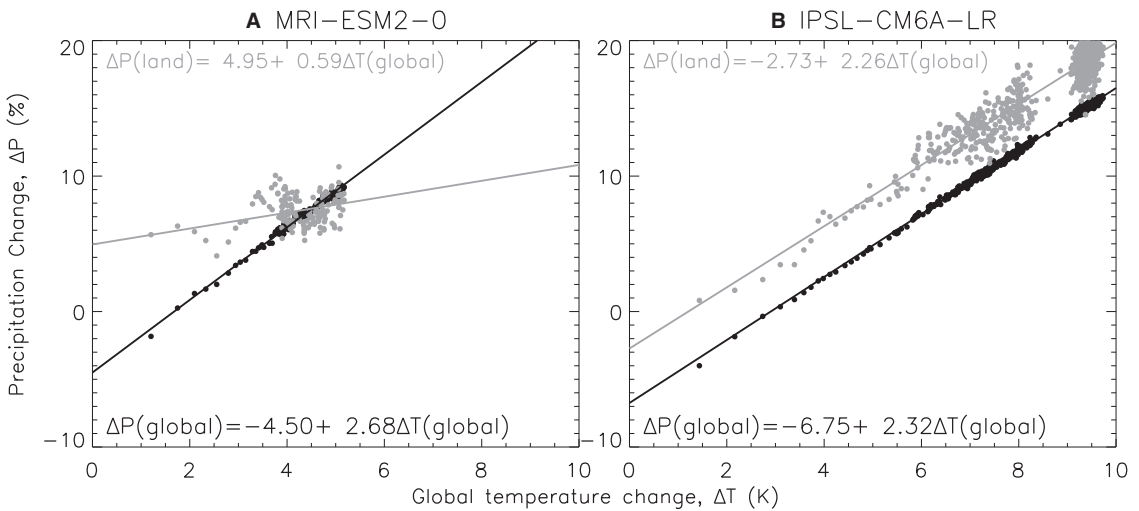 A MRI-ESM2-0
B IPSL-CM6A-LR
ΔP(land)= 4.95+ 0.59ΔT(global)
ΔP(land)=-2.73+ 2.26ΔT(global)
20
10
0
-10
20
10
0
-10
Precipitation Change, ΔP (%)
ΔP(global)=-4.50+ 2.68ΔT(global)
ΔP(global)=-6.75+ 2.32ΔT(global)
0 2 4 6 8 10
0 2 4 6 8 10
Global temperature change, ΔT (K)